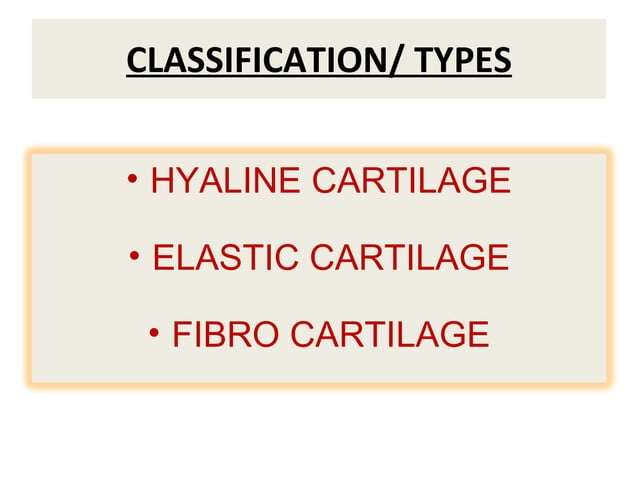 CLASSIFICATION/ TYPES
• HYALINE CARTILAGE
• ELASTIC CARTILAGE
• FIBRO CARTILAGE